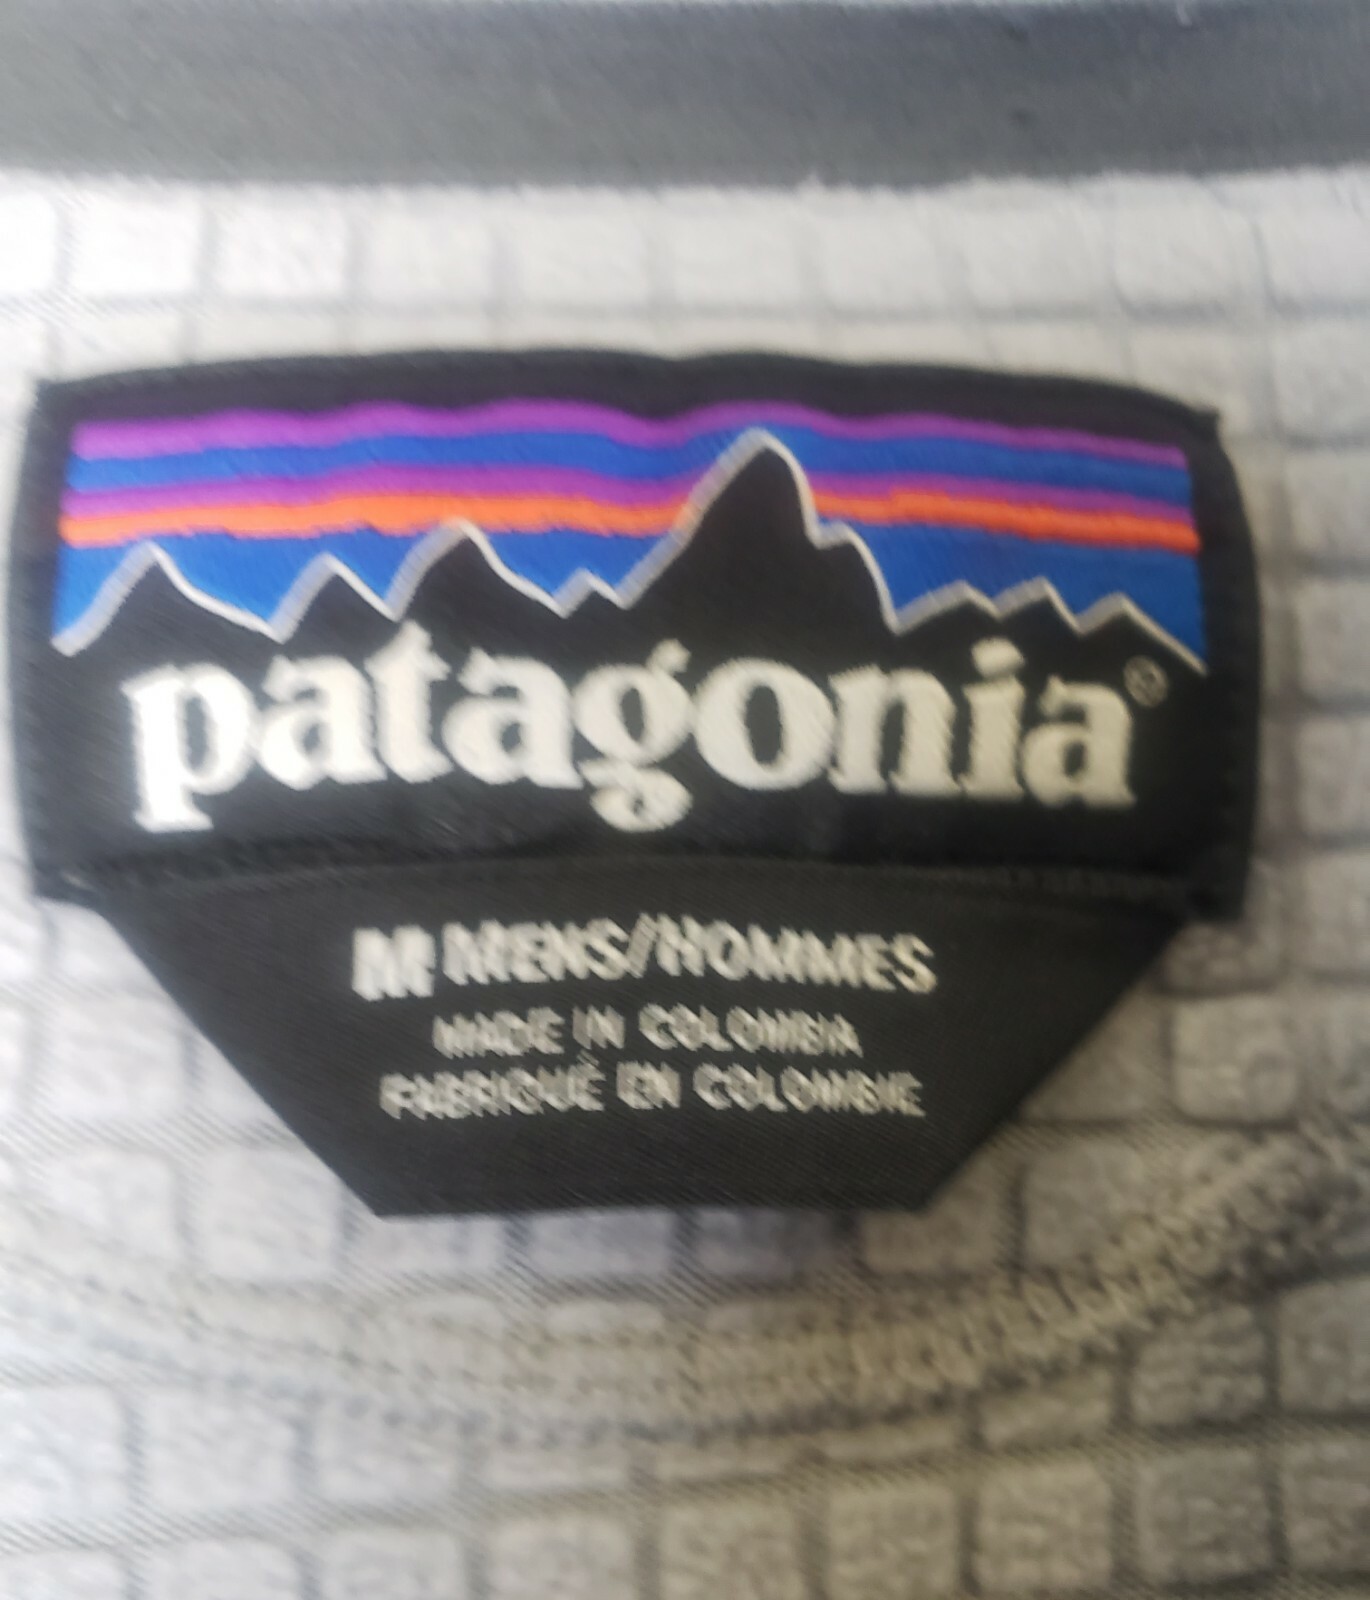 patagonia®
M MENS/HOMMES
MADE IN COLOMBIA
FABRIQUÉ EN COLOMBIE